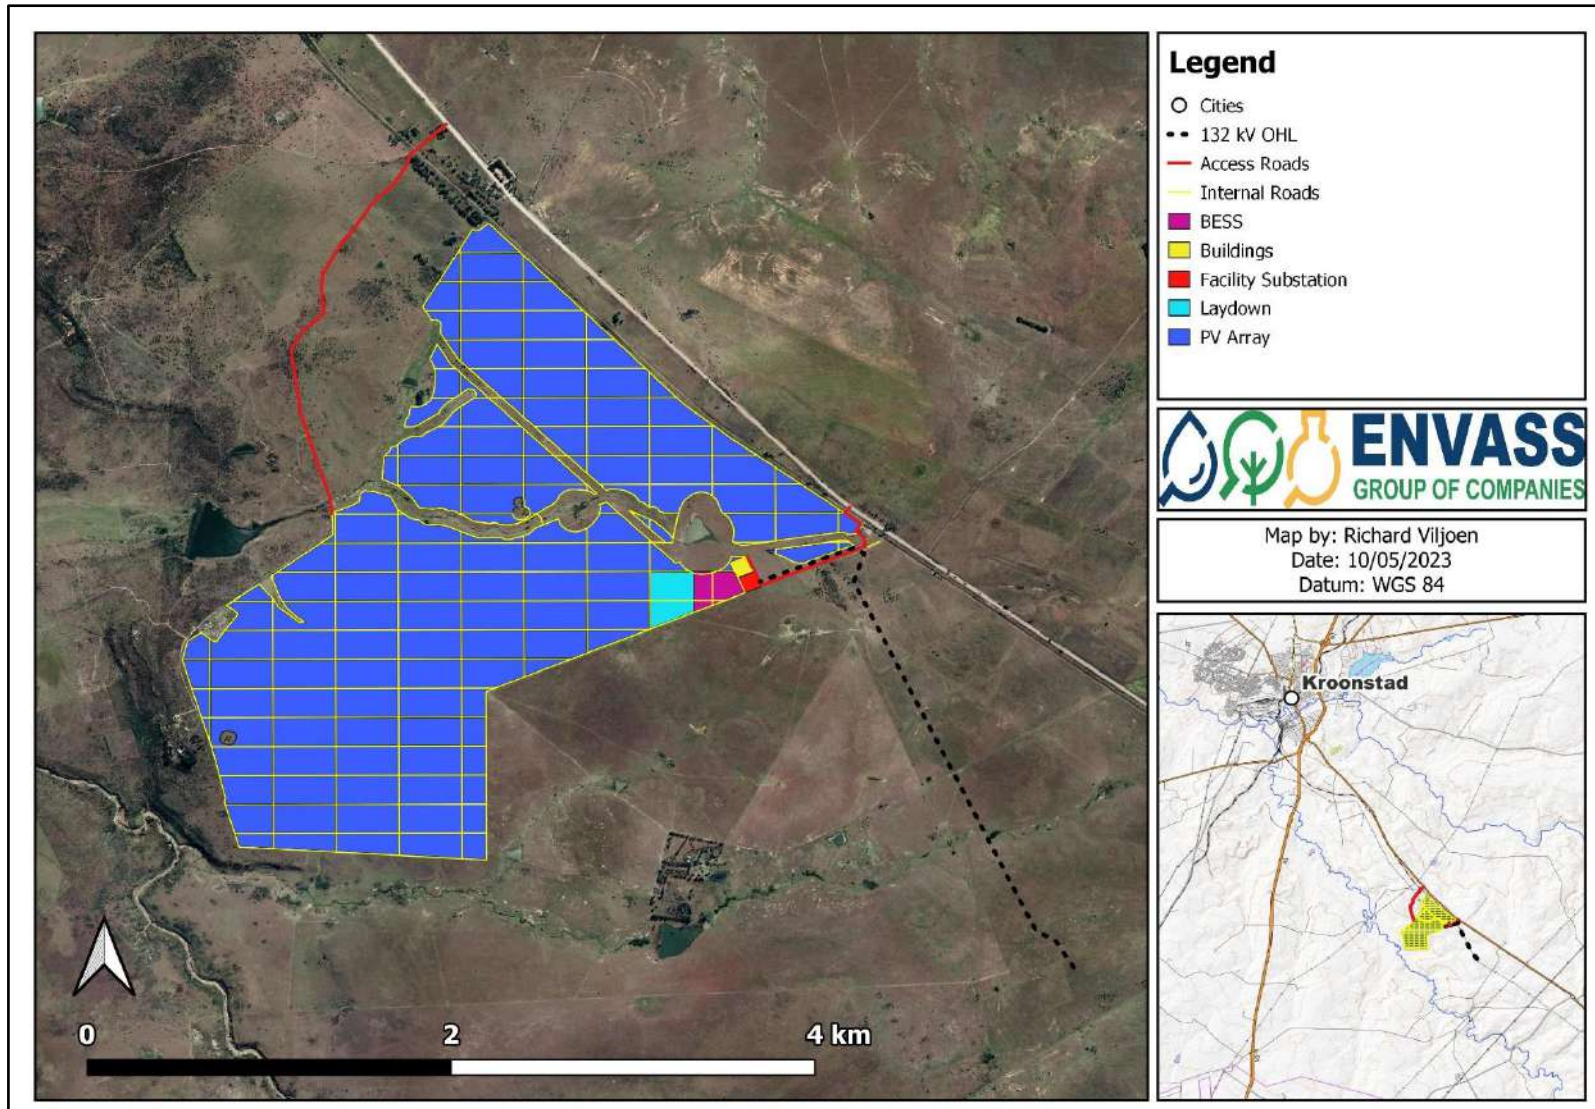 Legend
Cities
132 kV OHL
Access Roads
Internal Roads
BESS
Buildings
Facility Substation
Laydown
PV Array
ENVASS
GROUP OF COMPANIES
Map by: Richard Viljoen
Date: 10/05/2023
Datum: WGS 84
Kroonstad
0 2 4 km